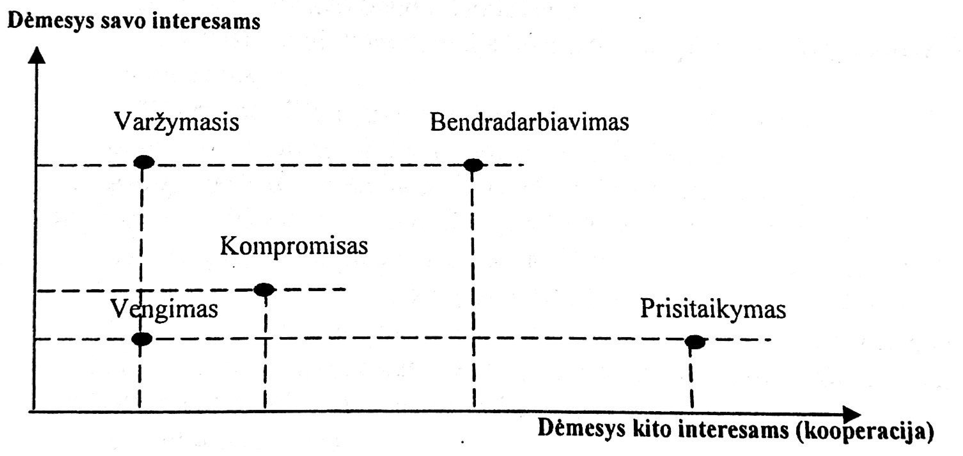 Dėmesys savo interesams
Varžymasis
Bendradarbiavimas
Kompromisas
Vengimas
Prisitaikymas
Dėmesys kito interesams (kooperacija)